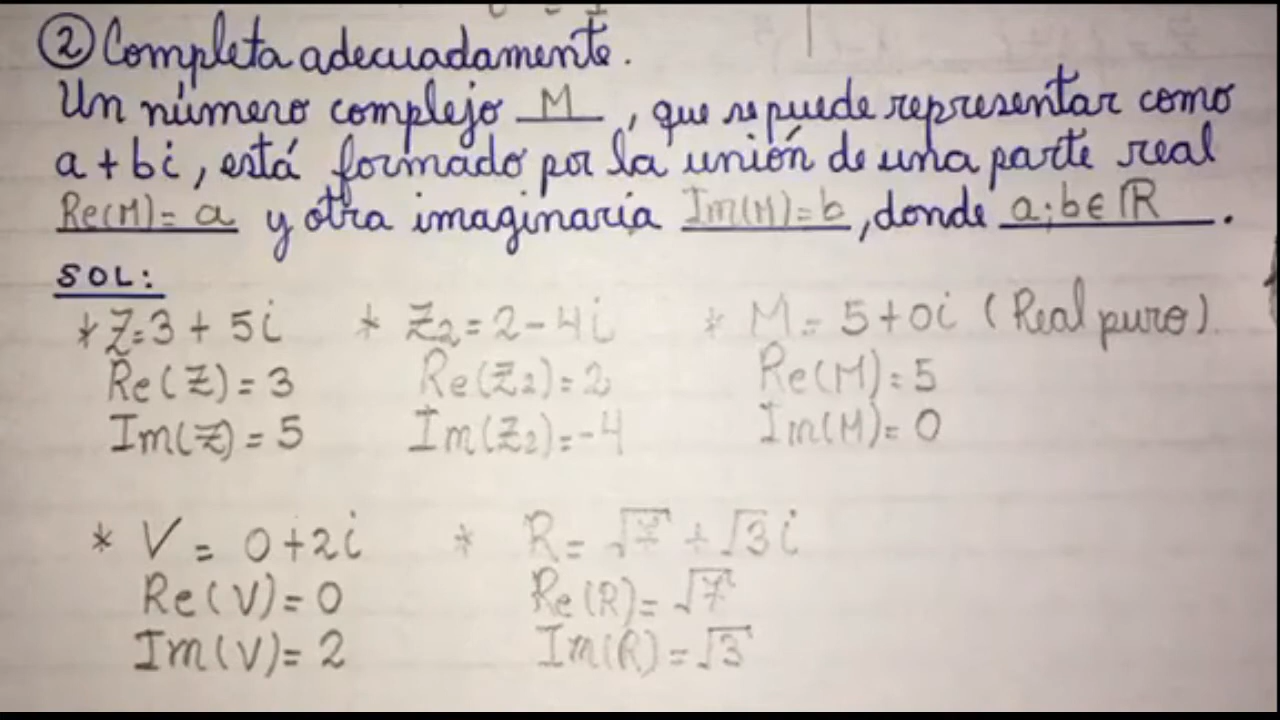 ② Completa adecuadamente.
Un número complejo M, que se puede representar como
a + bi, está formado por la unión de una parte real
Re(M) = a y otra imaginaria Im(M) = b, donde a; b ∈ ℝ.
SOL:
* Z = 3 + 5i * Z₂ = 2 - 4i * M = 5 + 0i (Real puro).
Re(Z) = 3 Re(Z₂) = 2 Re(M) = 5
Im(Z) = 5 Im(Z₂) = -4 Im(M) = 0
* V = 0 + 2i * R = √7 + √3 i
Re(V) = 0 Re(R) = √7
Im(V) = 2 Im(R) = √3